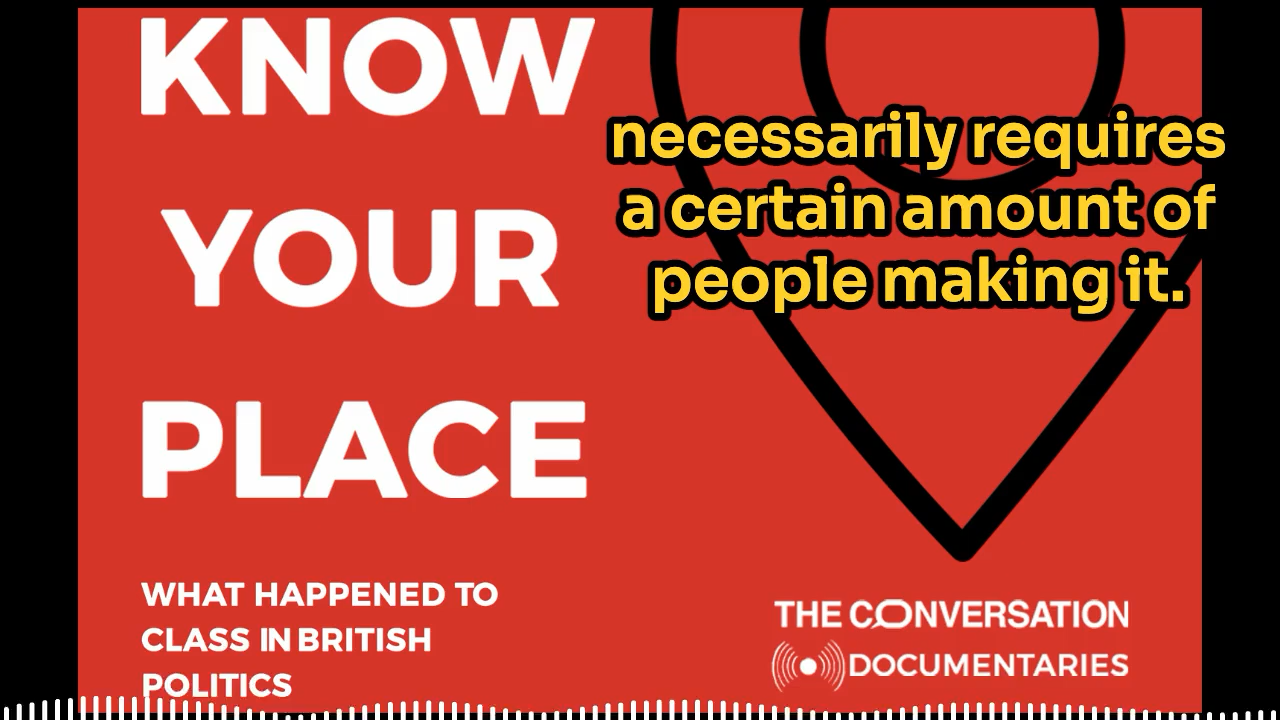 KNOW
YOUR
PLACE
WHAT HAPPENED TO
CLASS IN BRITISH
POLITICS
necessarily requires
a certain amount of
people making it.
THE CONVERSATION
DOCUMENTARIES